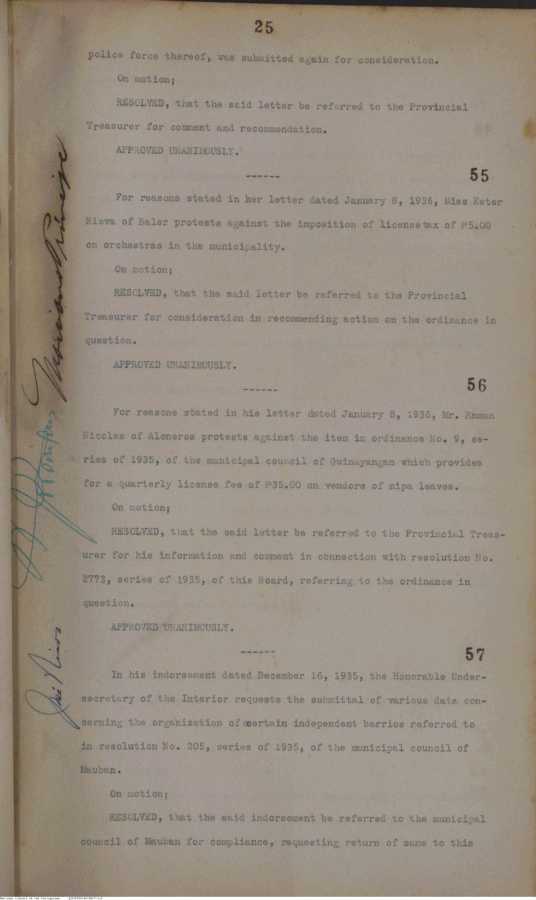 25
police force thereof, was submitted again for consideration.
On motion;
RESOLVED, that the said letter be referred to the Provincial
Treasurer for comment and recommendation.
APPROVED UNANIMOUSLY.
------
55
For reasons stated in her letter dated January 8, 1936, Miss Ester
of Baler protests against the imposition of license tax of ₱5.00
on orchestras in the municipality.
On motion;
RESOLVED, that the said letter be referred to the Provincial
Treasurer for consideration in recommending action on the ordinance in
question.
APPROVED UNANIMOUSLY.
------
56
For reasons stated in his letter dated January 8, 1936, Mr. Roman
Nicolas of Aloneros protests against the item in ordinance No. 9, se-
ries of 1935, of the municipal council of Guinayangan which provides
for a quarterly license fee of ₱35.00 on vendors of nipa leaves.
On motion;
RESOLVED, that the said letter be referred to the Provincial Treas-
urer for his information and comment in connection with resolution No.
2773, series of 1935, of this Board, referring to the ordinance in
question.
APPROVED UNANIMOUSLY.
------
57
In his indorsement dated December 16, 1935, the Honorable Under-
secretary of the Interior requests the submittal of various data con-
cerning the organization of certain independent barrios referred to
in resolution No. 205, series of 1935, of the municipal council of
Mauban.
On motion;
RESOLVED, that the said indorsement be referred to the municipal
council of Mauban for compliance, requesting return of same to this